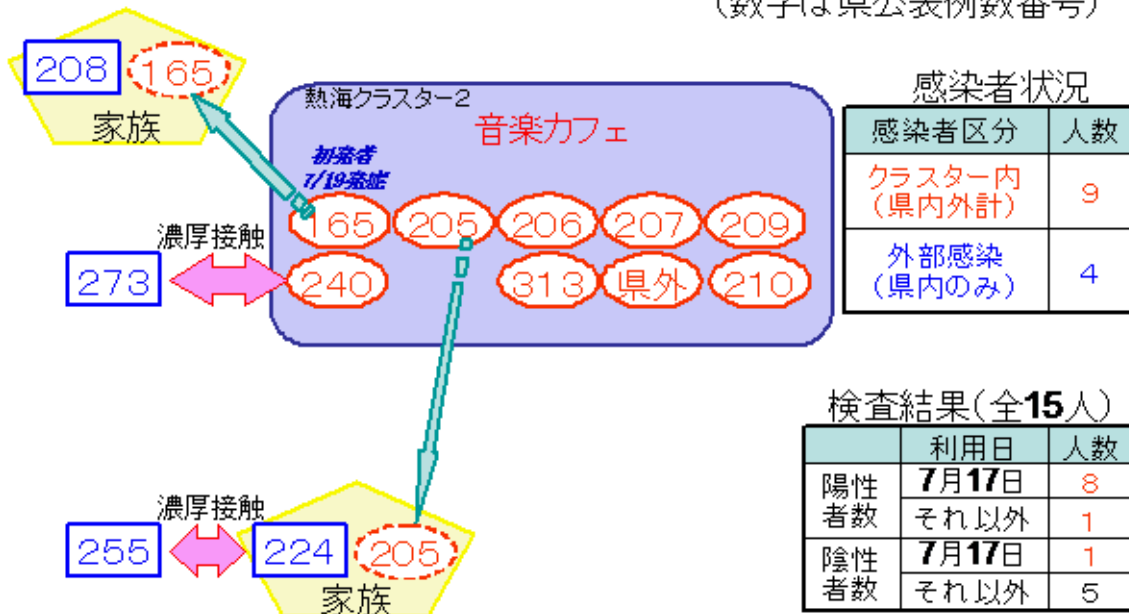 (数字は県公表例数番号)
208 165
家族
熱海クラスター2
音楽カフェ
初発者
7/19発症
165 205 206 207 209
240 313 県外 210
濃厚接触
273
感染者状況
感染者区分 人数
クラスター内
(県内外計) 9
外部感染
(県内のみ) 4
検査結果(全15人)
利用日 人数
陽性者数 7月17日 8
それ以外 1
陰性者数 7月17日 1
それ以外 5
濃厚接触
255 224 205
家族